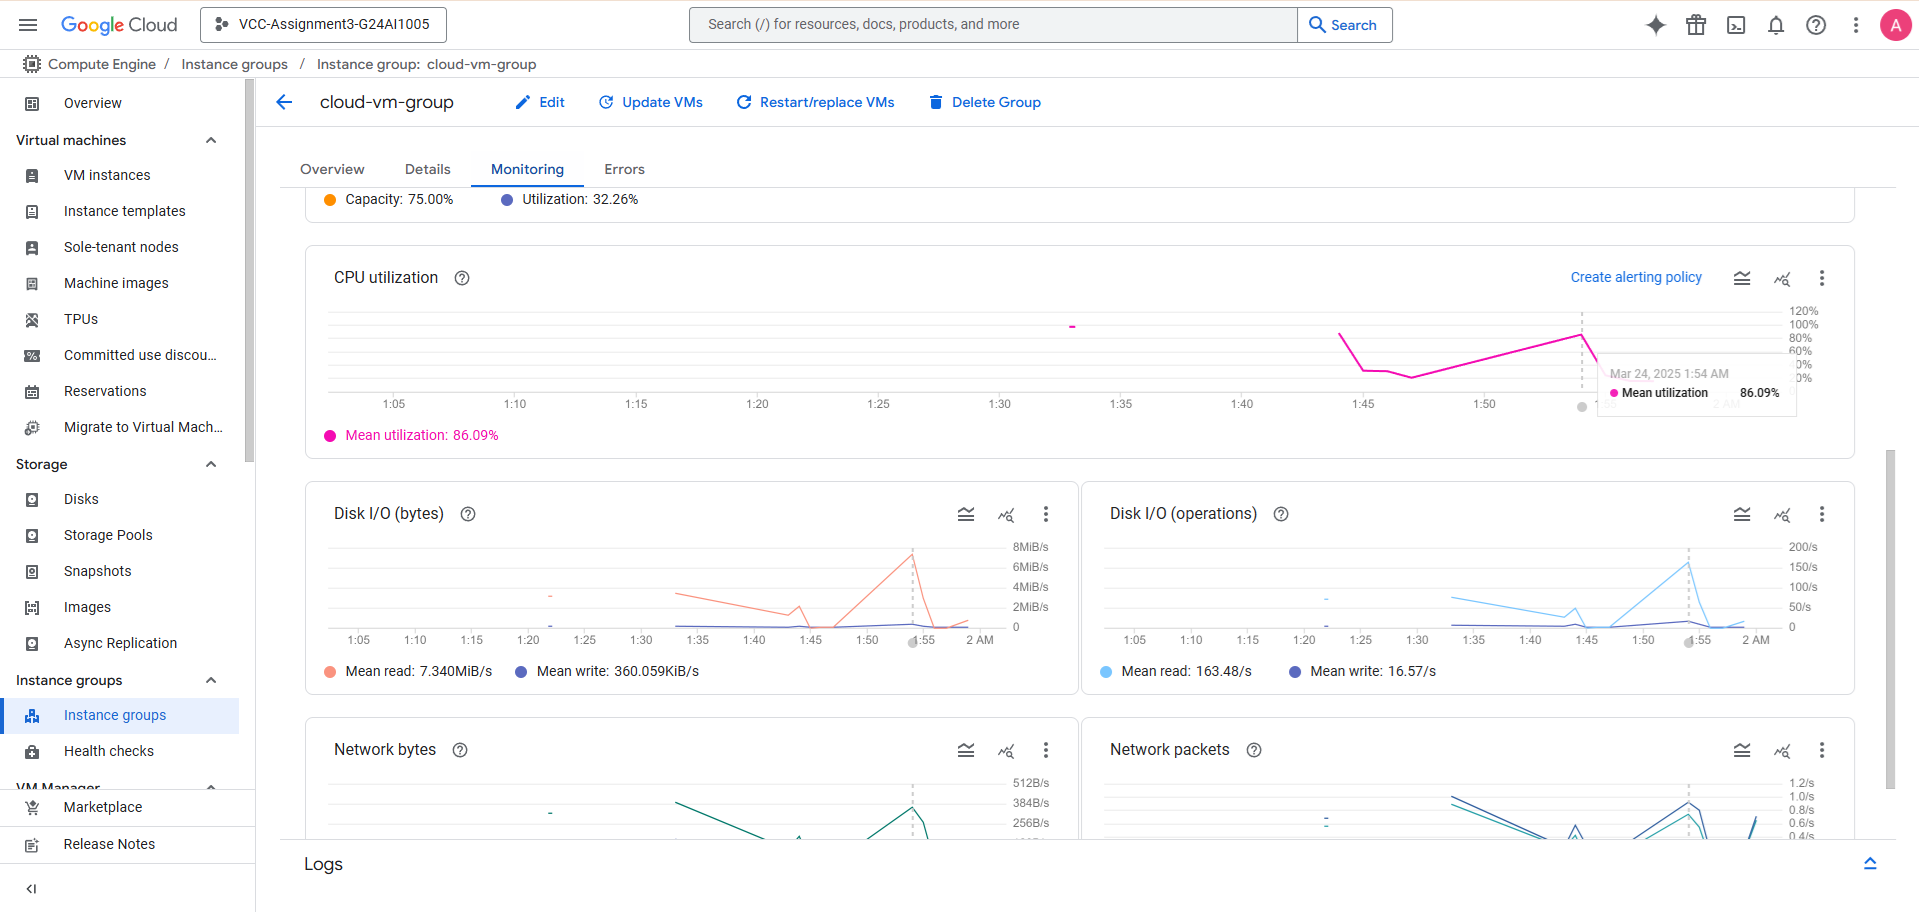 Google Cloud
VCC-Assignment3-G24AI1005
Search (/) for resources, docs, products, and more
Search
A
Compute Engine / Instance groups / Instance group: cloud-vm-group
Overview
Virtual machines
VM instances
Instance templates
Sole-tenant nodes
Machine images
TPUs
Committed use discou...
Reservations
Migrate to Virtual Mach...
Storage
Disks
Storage Pools
Snapshots
Images
Async Replication
Instance groups
Instance groups
Health checks
VM Manager
Marketplace
Release Notes
cloud-vm-group
Edit
Update VMs
Restart/replace VMs
Delete Group
Overview
Details
Monitoring
Errors
Capacity: 75.00%
Utilization: 32.26%
CPU utilization
Create alerting policy
120%
100%
80%
60%
20%
1:05 1:10 1:15 1:20 1:25 1:30 1:35 1:40 1:45 1:50 1:55 2 AM
Mar 24, 2025 1:54 AM
Mean utilization 86.09%
Mean utilization: 86.09%
Disk I/O (bytes)
8MiB/s
6MiB/s
4MiB/s
2MiB/s
0
1:05 1:10 1:15 1:20 1:25 1:30 1:35 1:40 1:45 1:50 1:55 2 AM
Mean read: 7.340MiB/s
Mean write: 360.059KiB/s
Disk I/O (operations)
200/s
150/s
100/s
50/s
0
1:05 1:10 1:15 1:20 1:25 1:30 1:35 1:40 1:45 1:50 1:55 2 AM
Mean read: 163.48/s
Mean write: 16.57/s
Network bytes
512B/s
384B/s
256B/s
Network packets
1.2/s
1.0/s
0.8/s
0.6/s
0.4/s
Logs